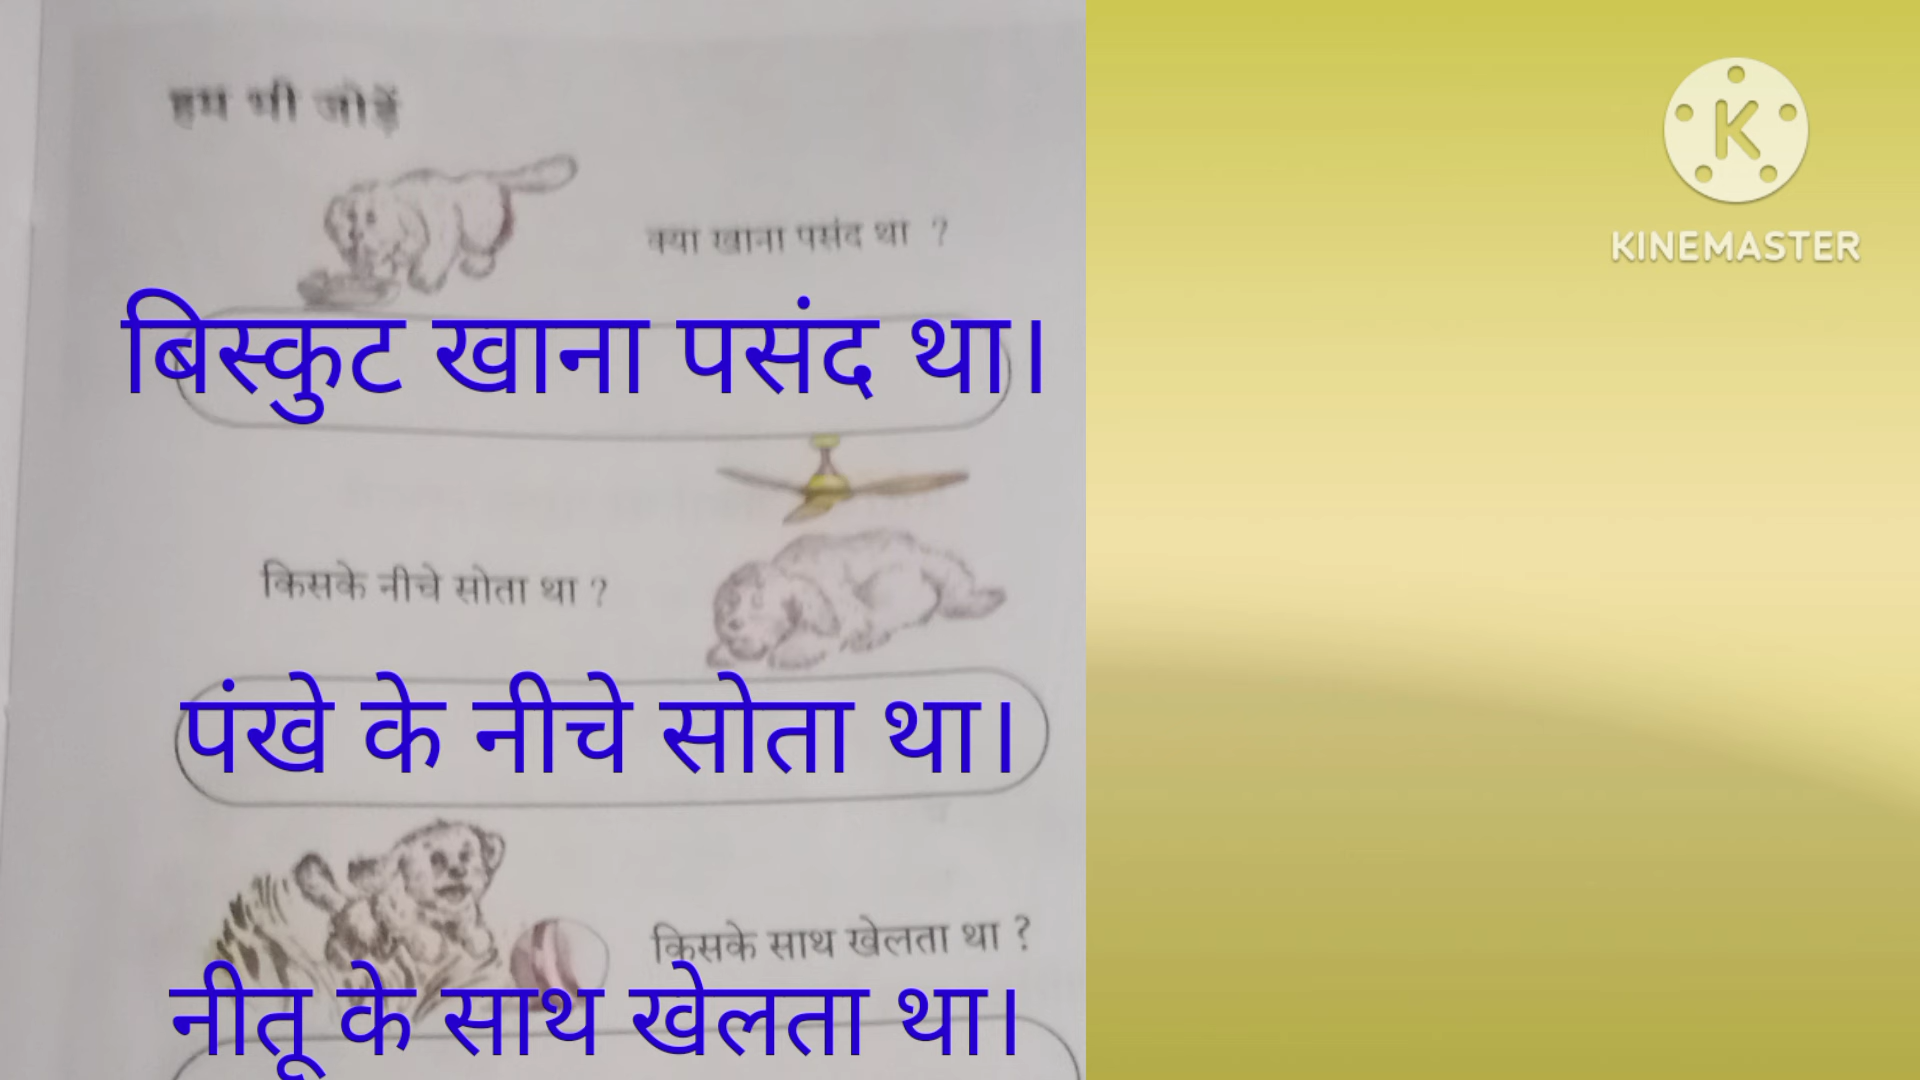 हम भी जोड़ें
क्या खाना पसंद था ?
बिस्कुट खाना पसंद था।
किसके नीचे सोता था ?
पंखे के नीचे सोता था।
किसके साथ खेलता था ?
नीतू के साथ खेलता था।
K
KINEMASTER